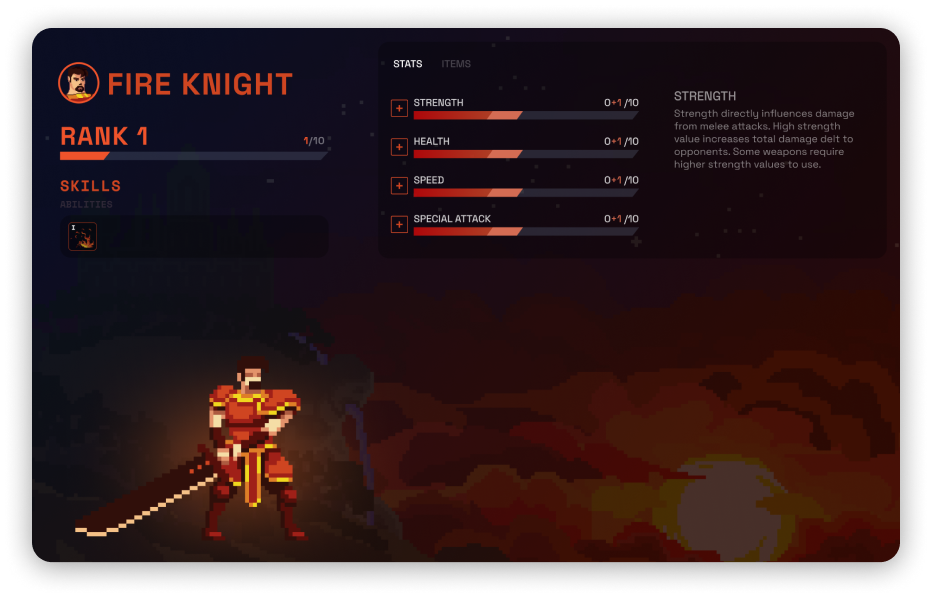 FIRE KNIGHT
RANK 1
1/10
SKILLS
ABILITIES
I
STATS
ITEMS
STRENGTH
0+1 /10
HEALTH
0+1 /10
SPEED
0+1 /10
SPECIAL ATTACK
0+1 /10
STRENGTH
Strength directly influences damage
from melee attacks. High strength
value increases total damage delt to
opponents. Some weapons require
higher strength values to use.